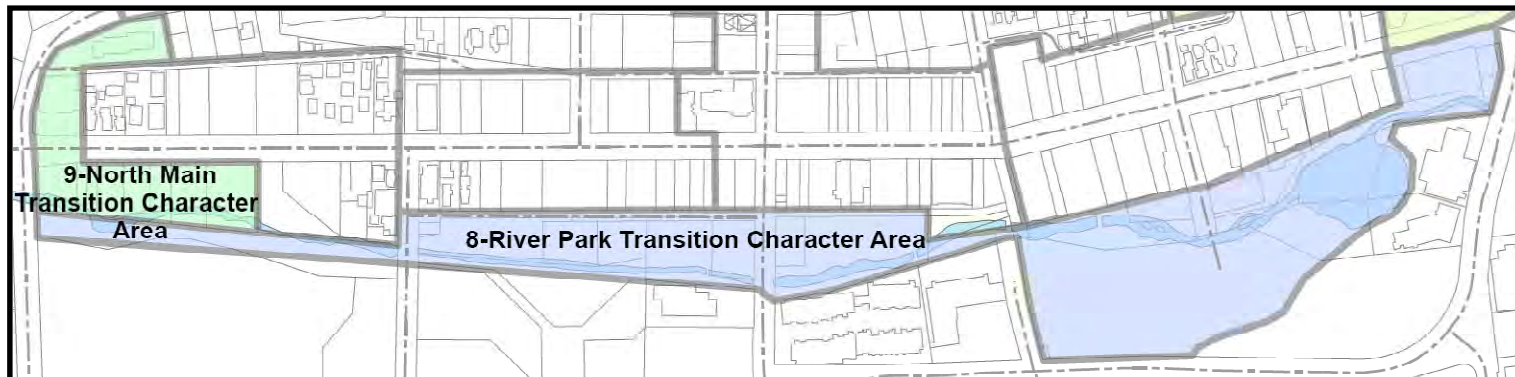 9-North Main
Transition Character
Area
8-River Park Transition Character Area